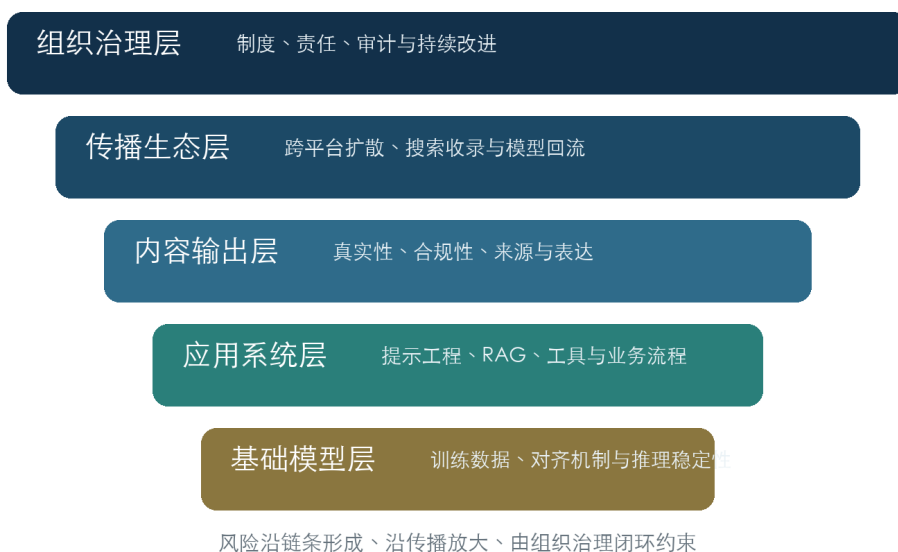 组织治理层 制度、责任、审计与持续改进
传播生态层 跨平台扩散、搜索收录与模型回流
内容输出层 真实性、合规性、来源与表达
应用系统层 提示工程、RAG、工具与业务流程
基础模型层 训练数据、对齐机制与推理稳定性
风险沿链条形成、沿传播放大、由组织治理闭环约束